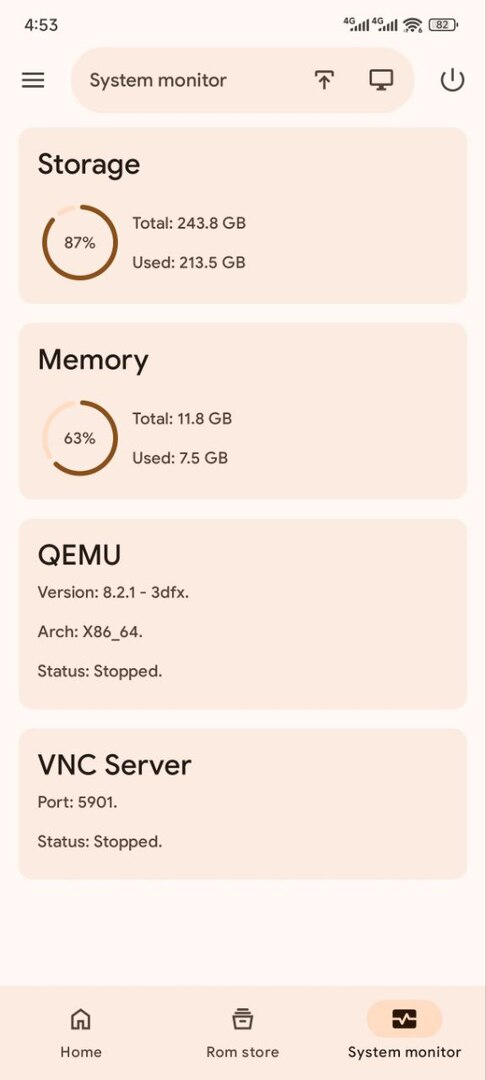 4:53
4G 4G 82
System monitor
Storage
87%
Total: 243.8 GB
Used: 213.5 GB
Memory
63%
Total: 11.8 GB
Used: 7.5 GB
QEMU
Version: 8.2.1 - 3dfx.
Arch: X86_64.
Status: Stopped.
VNC Server
Port: 5901.
Status: Stopped.
Home
Rom store
System monitor